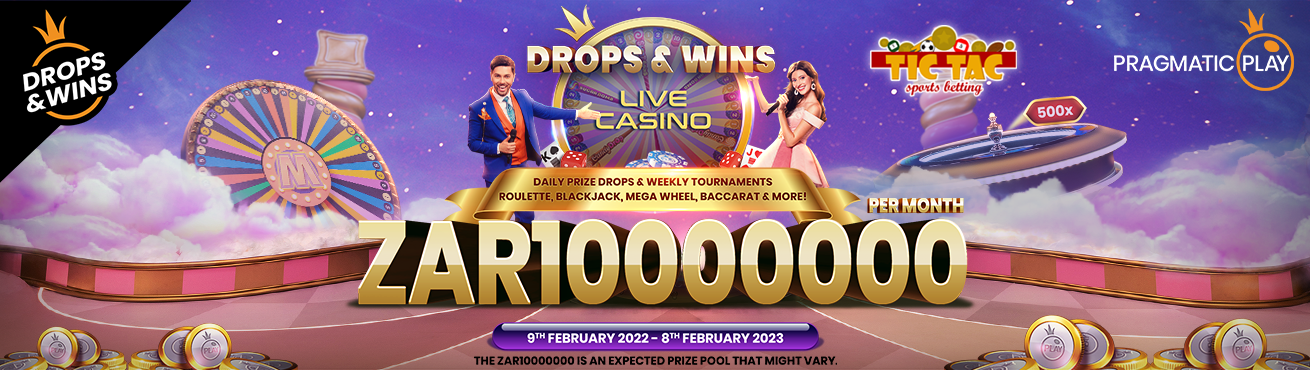 DROPS
&WINS
DROPS & WINS
LIVE
CASINO
TIC TAC
sports betting
PRAGMATIC PLAY
500x
M
K
J
DAILY PRIZE DROPS & WEEKLY TOURNAMENTS
ROULETTE, BLACKJACK, MEGA WHEEL, BACCARAT & MORE!
PER MONTH
ZAR10000000
9TH FEBRUARY 2022 - 8TH FEBRUARY 2023
THE ZAR10000000 IS AN EXPECTED PRIZE POOL THAT MIGHT VARY.